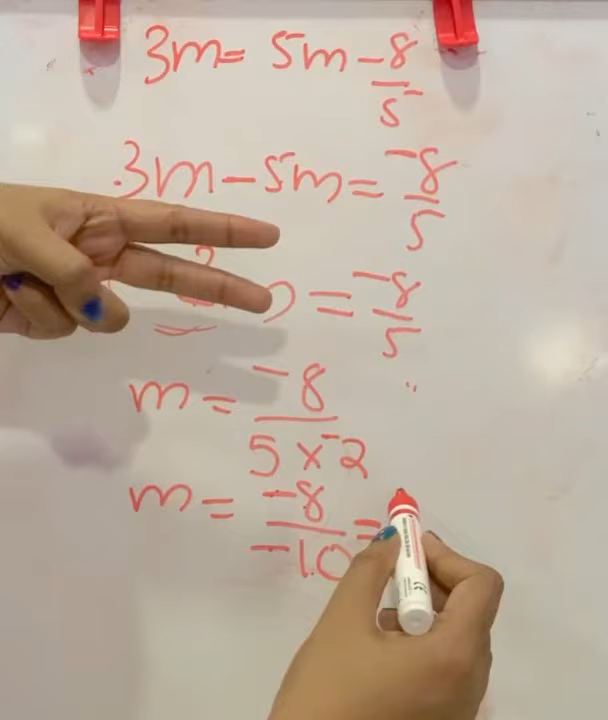 3m = 5m - 8/5
3m - 5m = -8/5
= -8/5
m = -8/5 × -2
m = -8/-10 =